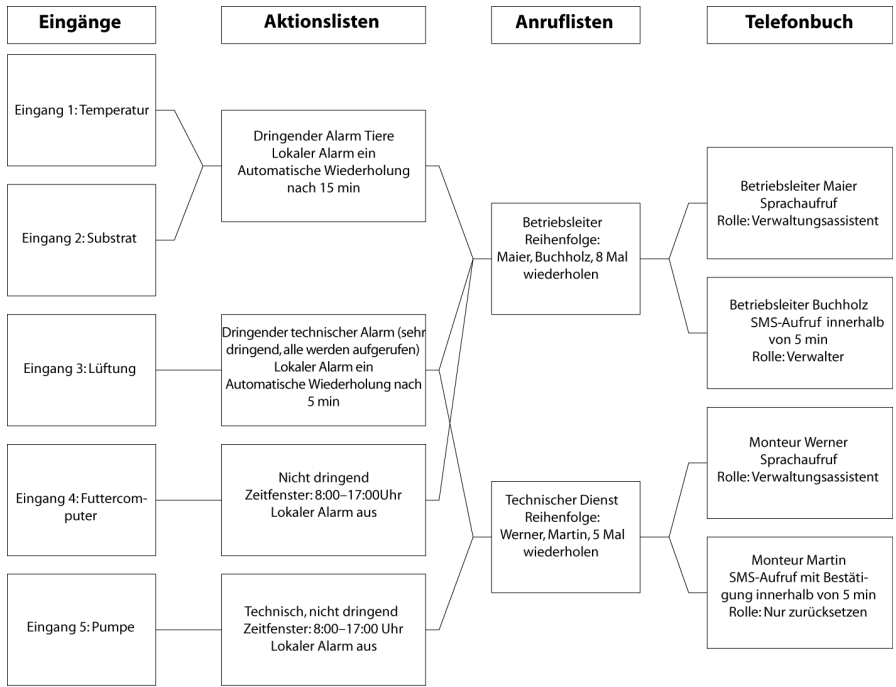 Eingänge
Aktionslisten
Anruflisten
Telefonbuch
Eingang 1: Temperatur
Eingang 2: Substrat
Eingang 3: Lüftung
Eingang 4: Futtercom-
puter
Eingang 5: Pumpe
Dringender Alarm Tiere
Lokaler Alarm ein
Automatische Wiederholung
nach 15 min
Dringender technischer Alarm (sehr
dringend, alle werden aufgerufen)
Lokaler Alarm ein
Automatische Wiederholung nach
5 min
Nicht dringend
Zeitfenster: 8:00–17:00Uhr
Lokaler Alarm aus
Technisch, nicht dringend
Zeitfenster: 8:00–17:00 Uhr
Lokaler Alarm aus
Betriebsleiter
Reihenfolge:
Maier, Buchholz, 8 Mal
wiederholen
Technischer Dienst
Reihenfolge:
Werner, Martin, 5 Mal
wiederholen
Betriebsleiter Maier
Sprachaufruf
Rolle: Verwaltungsassistent
Betriebsleiter Buchholz
SMS-Aufruf innerhalb
von 5 min
Rolle: Verwalter
Monteur Werner
Sprachaufruf
Rolle: Verwaltungsassistent
Monteur Martin
SMS-Aufruf mit Bestäti-
gung innerhalb von 5 min
Rolle: Nur zurücksetzen